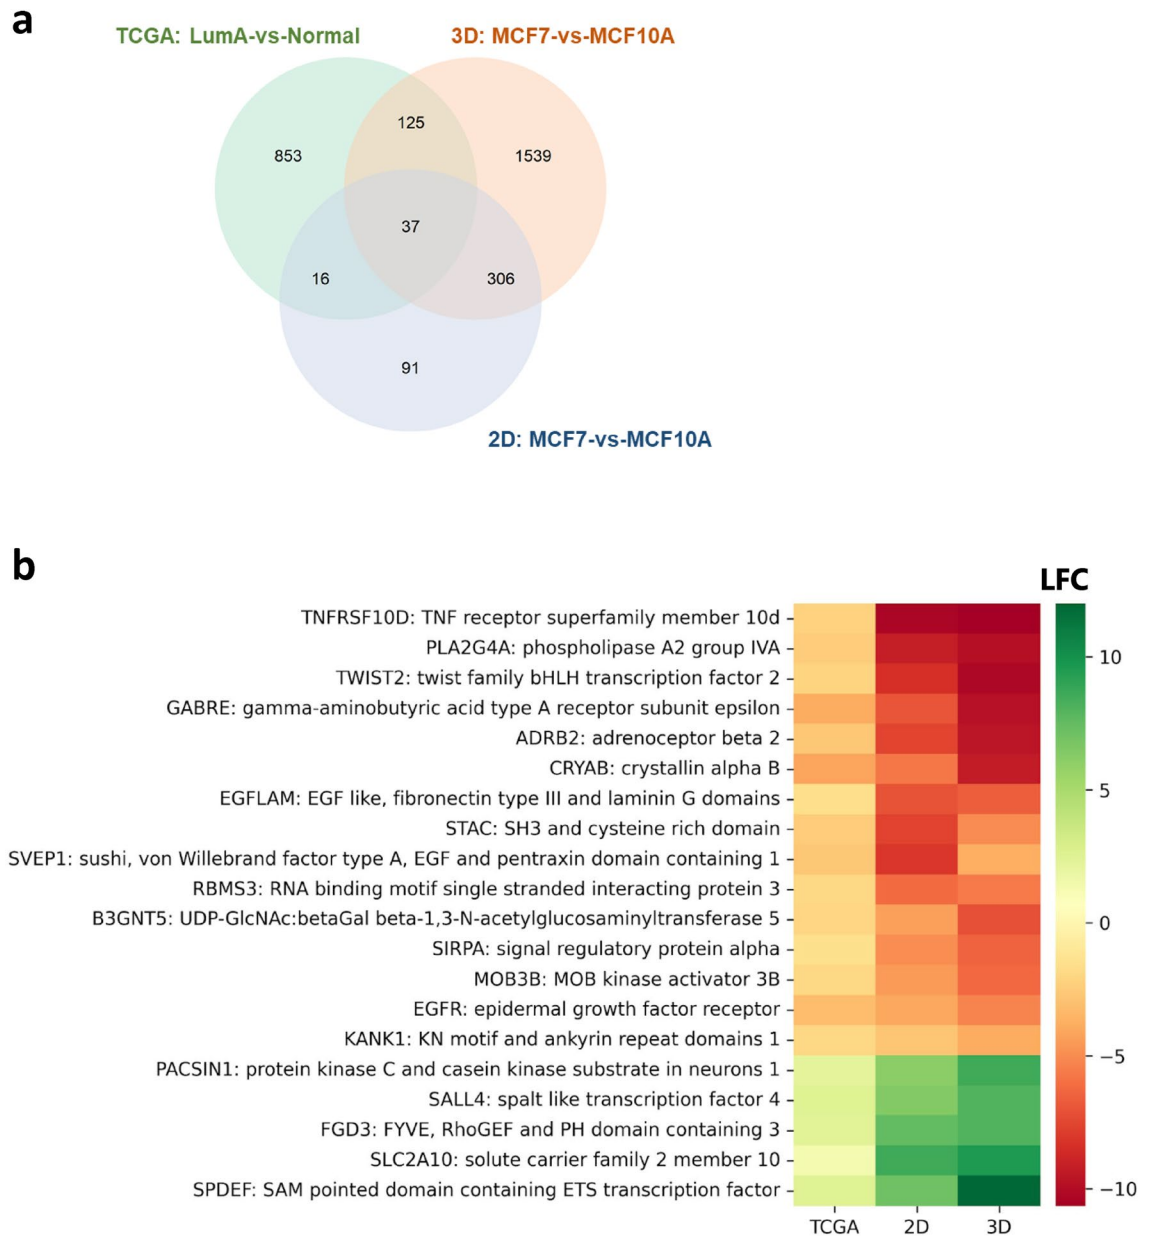 a
TCGA: LumA-vs-Normal
3D: MCF7-vs-MCF10A
125
853
1539
37
16
306
91
2D: MCF7-vs-MCF10A
b
LFC
TNFRSF10D: TNF receptor superfamily member 10d
PLA2G4A: phospholipase A2 group IVA
TWIST2: twist family bHLH transcription factor 2
GABRE: gamma-aminobutyric acid type A receptor subunit epsilon
ADRB2: adrenoceptor beta 2
CRYAB: crystallin alpha B
EGFLAM: EGF like, fibronectin type III and laminin G domains
STAC: SH3 and cysteine rich domain
SVEP1: sushi, von Willebrand factor type A, EGF and pentraxin domain containing 1
RBMS3: RNA binding motif single stranded interacting protein 3
B3GNT5: UDP-GlcNAc:betaGal beta-1,3-N-acetylglucosaminyltransferase 5
SIRPA: signal regulatory protein alpha
MOB3B: MOB kinase activator 3B
EGFR: epidermal growth factor receptor
KANK1: KN motif and ankyrin repeat domains 1
PACSIN1: protein kinase C and casein kinase substrate in neurons 1
SALL4: spalt like transcription factor 4
FGD3: FYVE, RhoGEF and PH domain containing 3
SLC2A10: solute carrier family 2 member 10
SPDEF: SAM pointed domain containing ETS transcription factor
TCGA
2D
3D
10
5
0
−5
−10